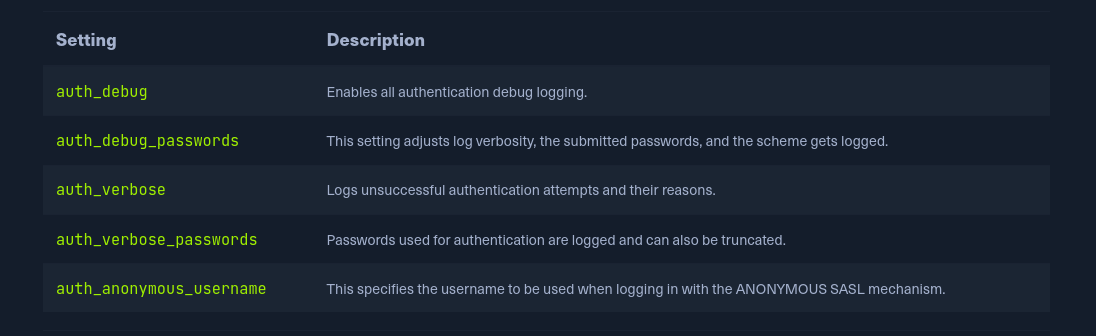 Setting Description
auth_debug Enables all authentication debug logging.
auth_debug_passwords This setting adjusts log verbosity, the submitted passwords, and the scheme gets logged.
auth_verbose Logs unsuccessful authentication attempts and their reasons.
auth_verbose_passwords Passwords used for authentication are logged and can also be truncated.
auth_anonymous_username This specifies the username to be used when logging in with the ANONYMOUS SASL mechanism.